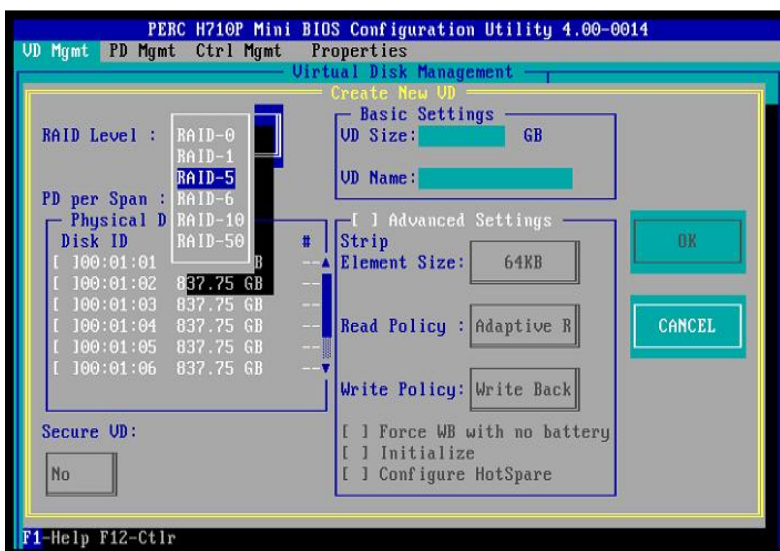 PERC H710P Mini BIOS Configuration Utility 4.00-0014
VD Mgmt PD Mgmt Ctrl Mgmt Properties
Virtual Disk Management
Create New VD
RAID Level :
RAID-0
RAID-1
RAID-5
RAID-6
RAID-10
RAID-50
PD per Span :
Physical D
Disk ID #
[ ]00:01:01 B --
[ ]00:01:02 837.75 GB --
[ ]00:01:03 837.75 GB --
[ ]00:01:04 837.75 GB --
[ ]00:01:05 837.75 GB --
[ ]00:01:06 837.75 GB --
Secure VD:
No
Basic Settings
VD Size: GB
VD Name:
[ ] Advanced Settings
Strip
Element Size: 64KB
Read Policy : Adaptive R
Write Policy: Write Back
[ ] Force WB with no battery
[ ] Initialize
[ ] Configure HotSpare
OK
CANCEL
F1-Help F12-Ctlr